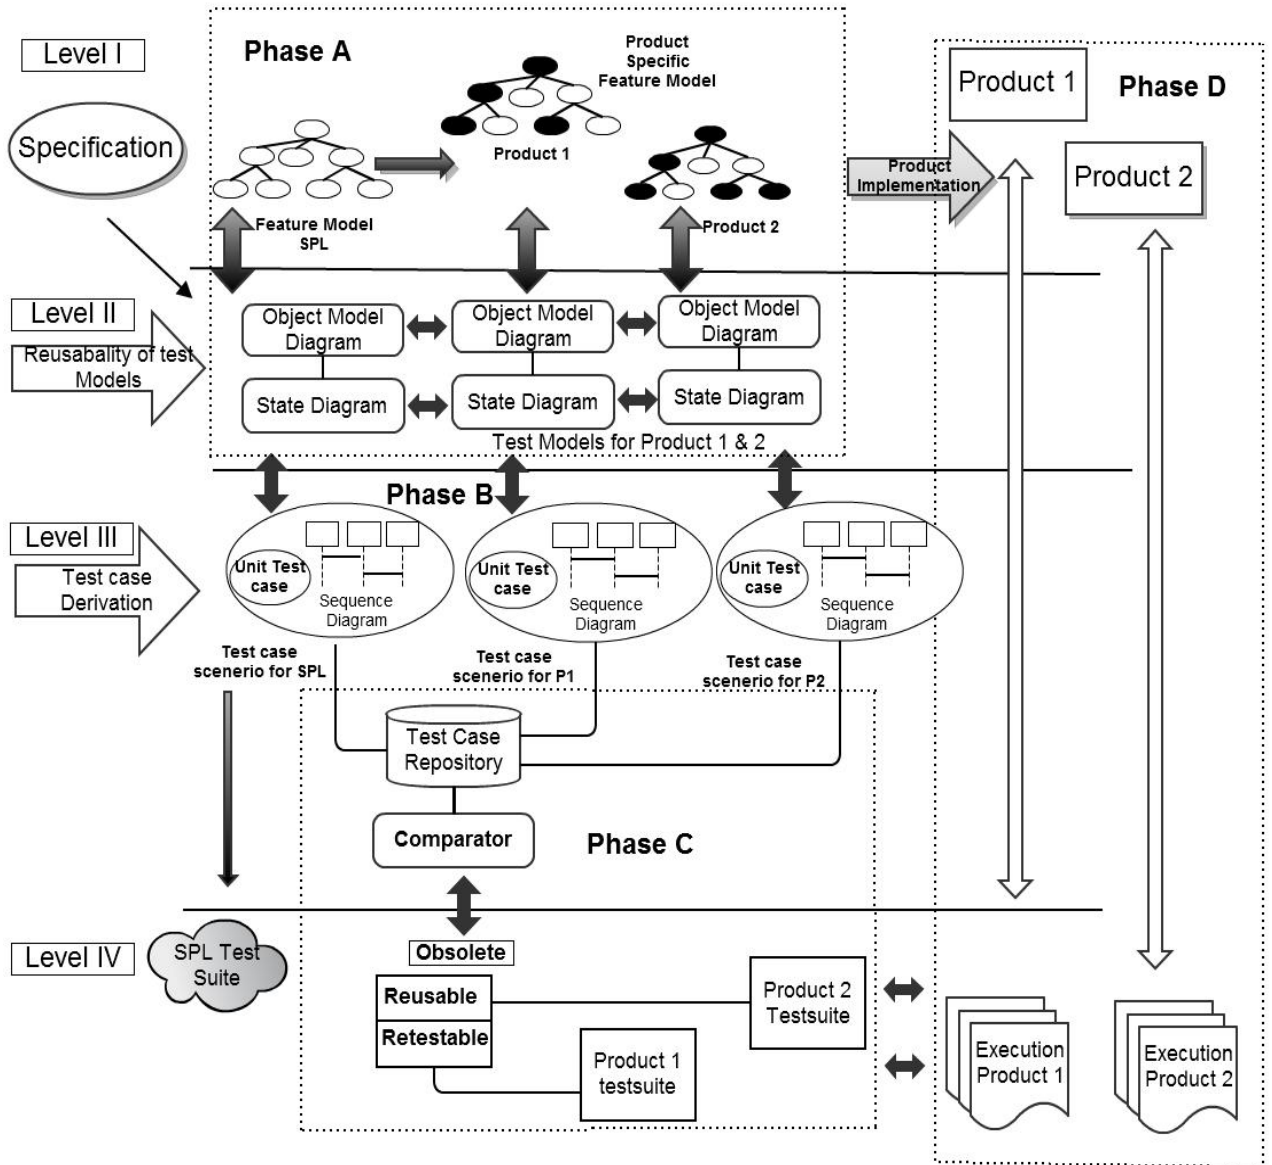 Level I
Phase A
Product
Specific
Feature Model
Product 1
Phase D
Specification
Product 1
Product 2
Product
Implementation
Feature Model
SPL
Product 2
Level II
Reusabality of test
Models
Object Model
Diagram
Object Model
Diagram
Object Model
Diagram
State Diagram
State Diagram
State Diagram
Test Models for Product 1 & 2
Phase B
Level III
Test case
Derivation
Unit Test
case
Sequence
Diagram
Unit Test
case
Sequence
Diagram
Unit Test
case
Sequence
Diagram
Test case
scenerio for SPL
Test case
scenerio for P1
Test case
scenerio for P2
Test Case
Repository
Comparator
Phase C
Level IV
SPL Test
Suite
Obsolete
Reusable
Retestable
Product 2
Testsuite
Product 1
testsuite
Execution
Product 1
Execution
Product 2